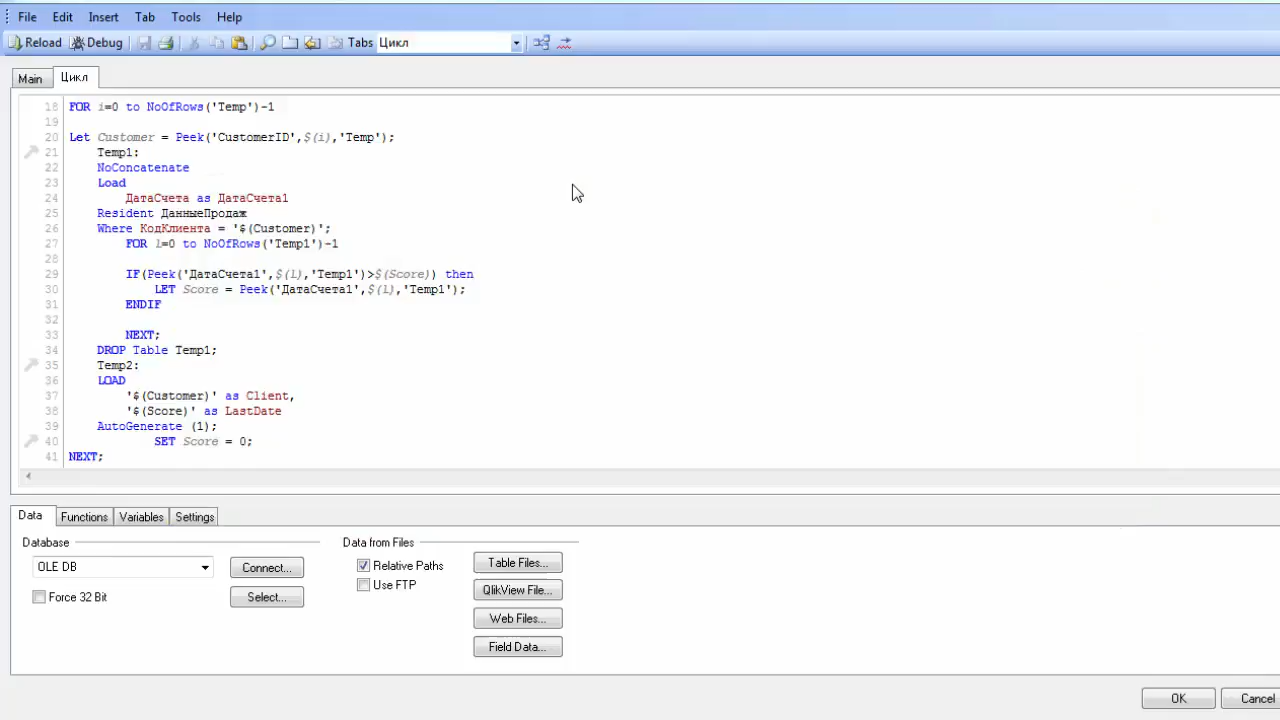 File Edit Insert Tab Tools Help
Reload Debug Tabs Цикл
Main Цикл
18 FOR i=0 to NoOfRows('Temp')-1
19
20 Let Customer = Peek('CustomerID',$(i),'Temp');
21 Temp1:
22 NoConcatenate
23 Load
24 ДатаСчета as ДатаСчета1
25 Resident ДанныеПродаж
26 Where КодКлиента = '$(Customer)';
27 FOR l=0 to NoOfRows('Temp1')-1
28
29 IF(Peek('ДатаСчета1',$(l),'Temp1')>$(Score)) then
30 LET Score = Peek('ДатаСчета1',$(l),'Temp1');
31 ENDIF
32
33 NEXT;
34 DROP Table Temp1;
35 Temp2:
36 LOAD
37 '$(Customer)' as Client,
38 '$(Score)' as LastDate
39 AutoGenerate (1);
40 SET Score = 0;
41 NEXT;
Data Functions Variables Settings
Database Data from Files
OLE DB Connect... Relative Paths Table Files...
Force 32 Bit Select... Use FTP QlikView File...
Web Files...
Field Data...
OK Cancel